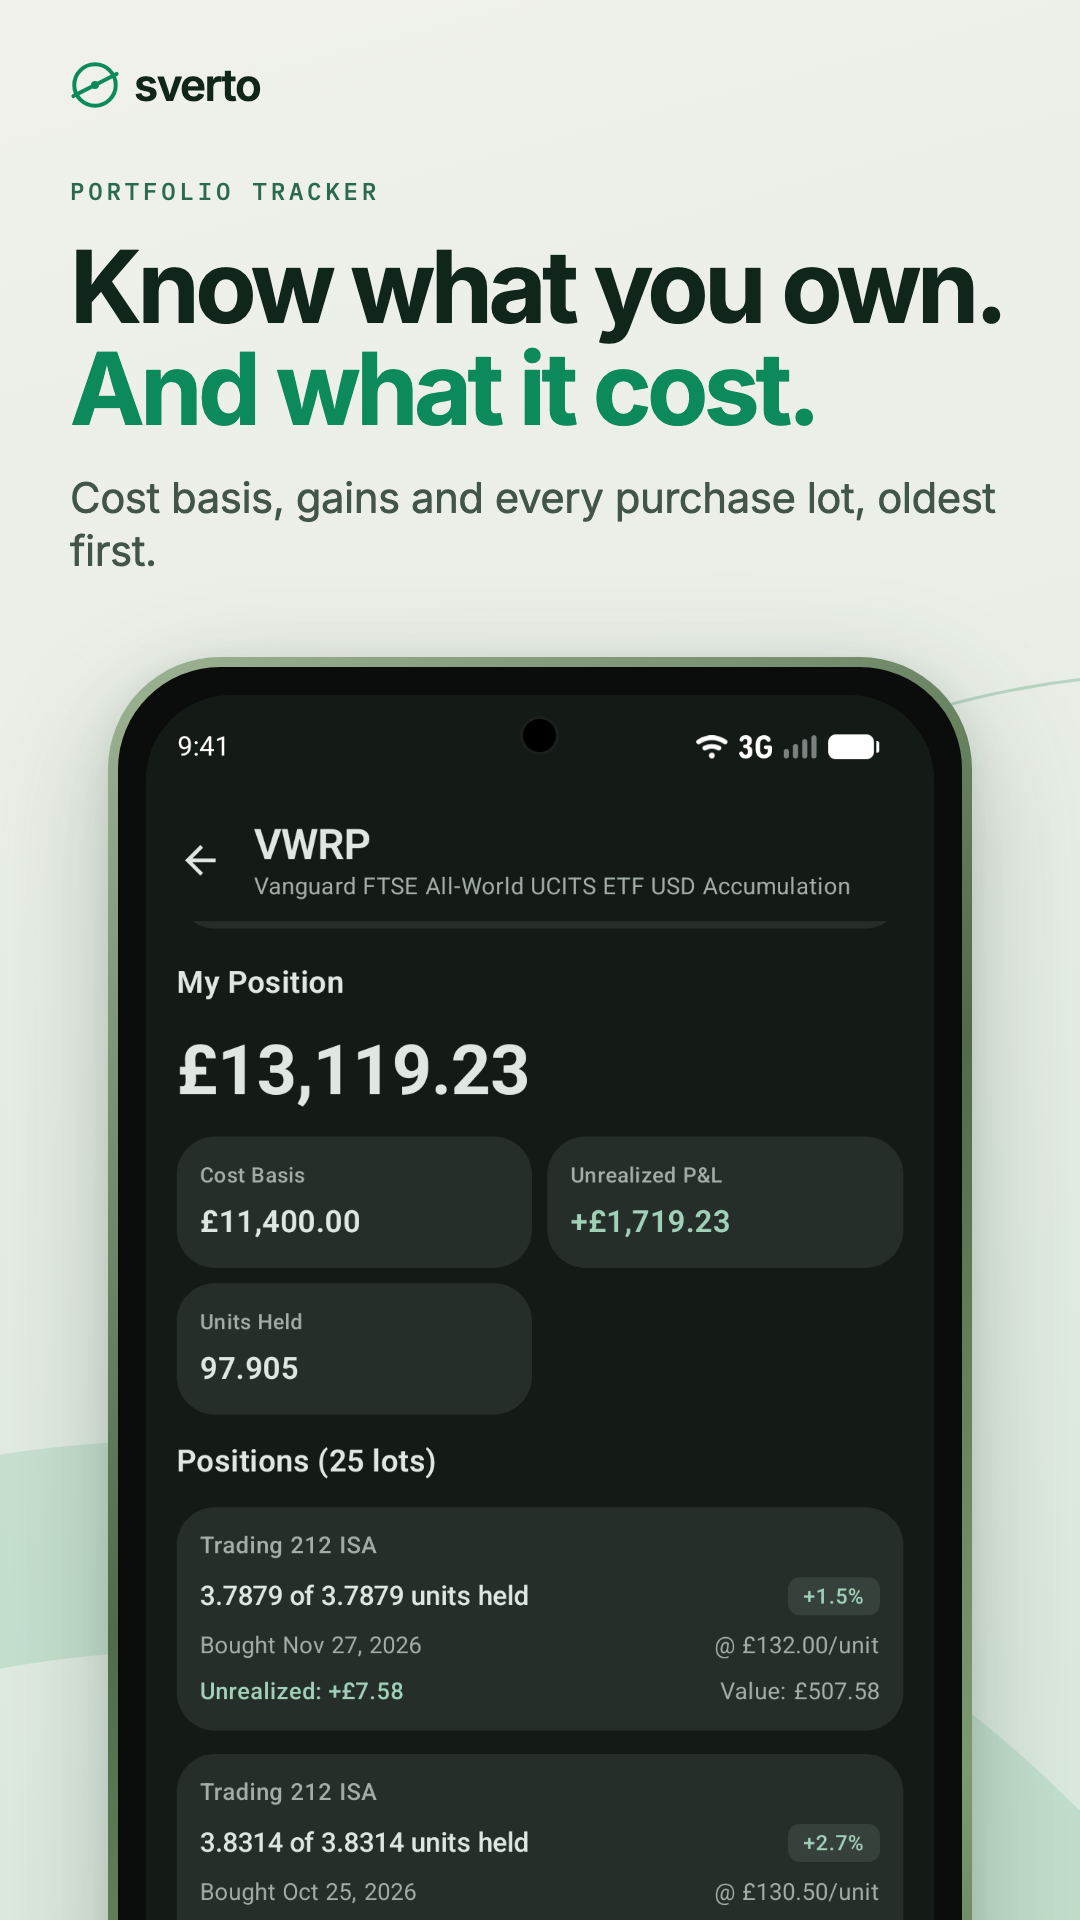 sverto
PORTFOLIO TRACKER
Know what you own.
And what it cost.
Cost basis, gains and every purchase lot, oldest
first.
9:41
3G
VWRP
Vanguard FTSE All-World UCITS ETF USD Accumulation
My Position
£13,119.23
Cost Basis
£11,400.00
Unrealized P&L
+£1,719.23
Units Held
97.905
Positions (25 lots)
Trading 212 ISA
3.7879 of 3.7879 units held
+1.5%
Bought Nov 27, 2026
@ £132.00/unit
Unrealized: +£7.58
Value: £507.58
Trading 212 ISA
3.8314 of 3.8314 units held
+2.7%
Bought Oct 25, 2026
@ £130.50/unit